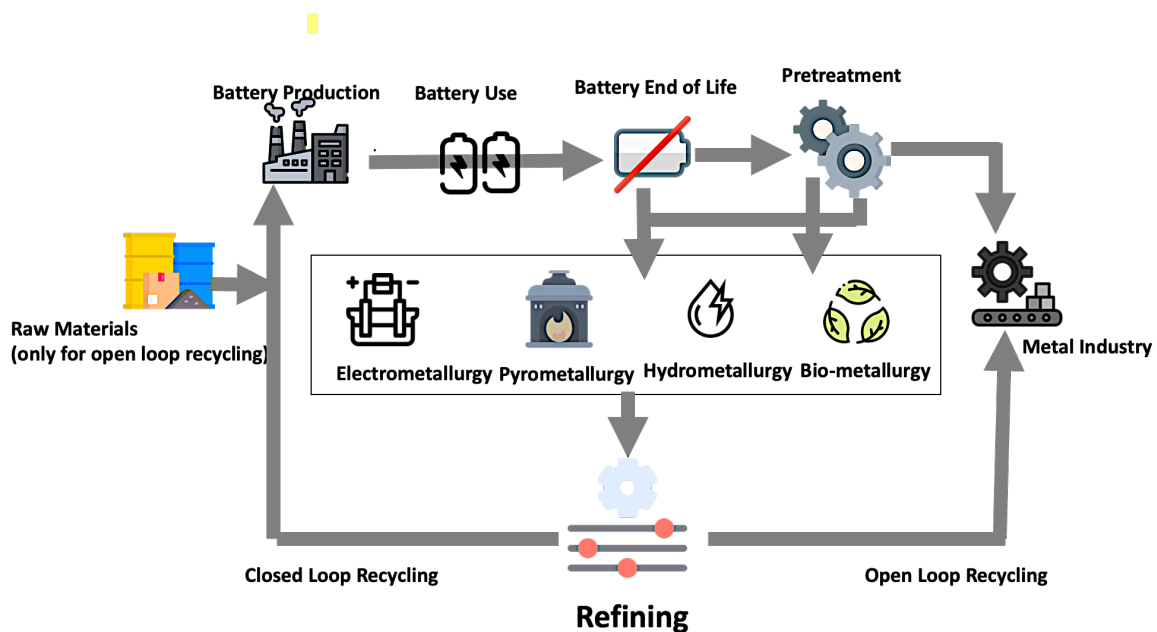 Battery Production
Battery Use
Battery End of Life
Pretreatment
Raw Materials
(only for open loop recycling)
Electrometallurgy
Pyrometallurgy
Hydrometallurgy
Bio-metallurgy
Metal Industry
Closed Loop Recycling
Open Loop Recycling
Refining